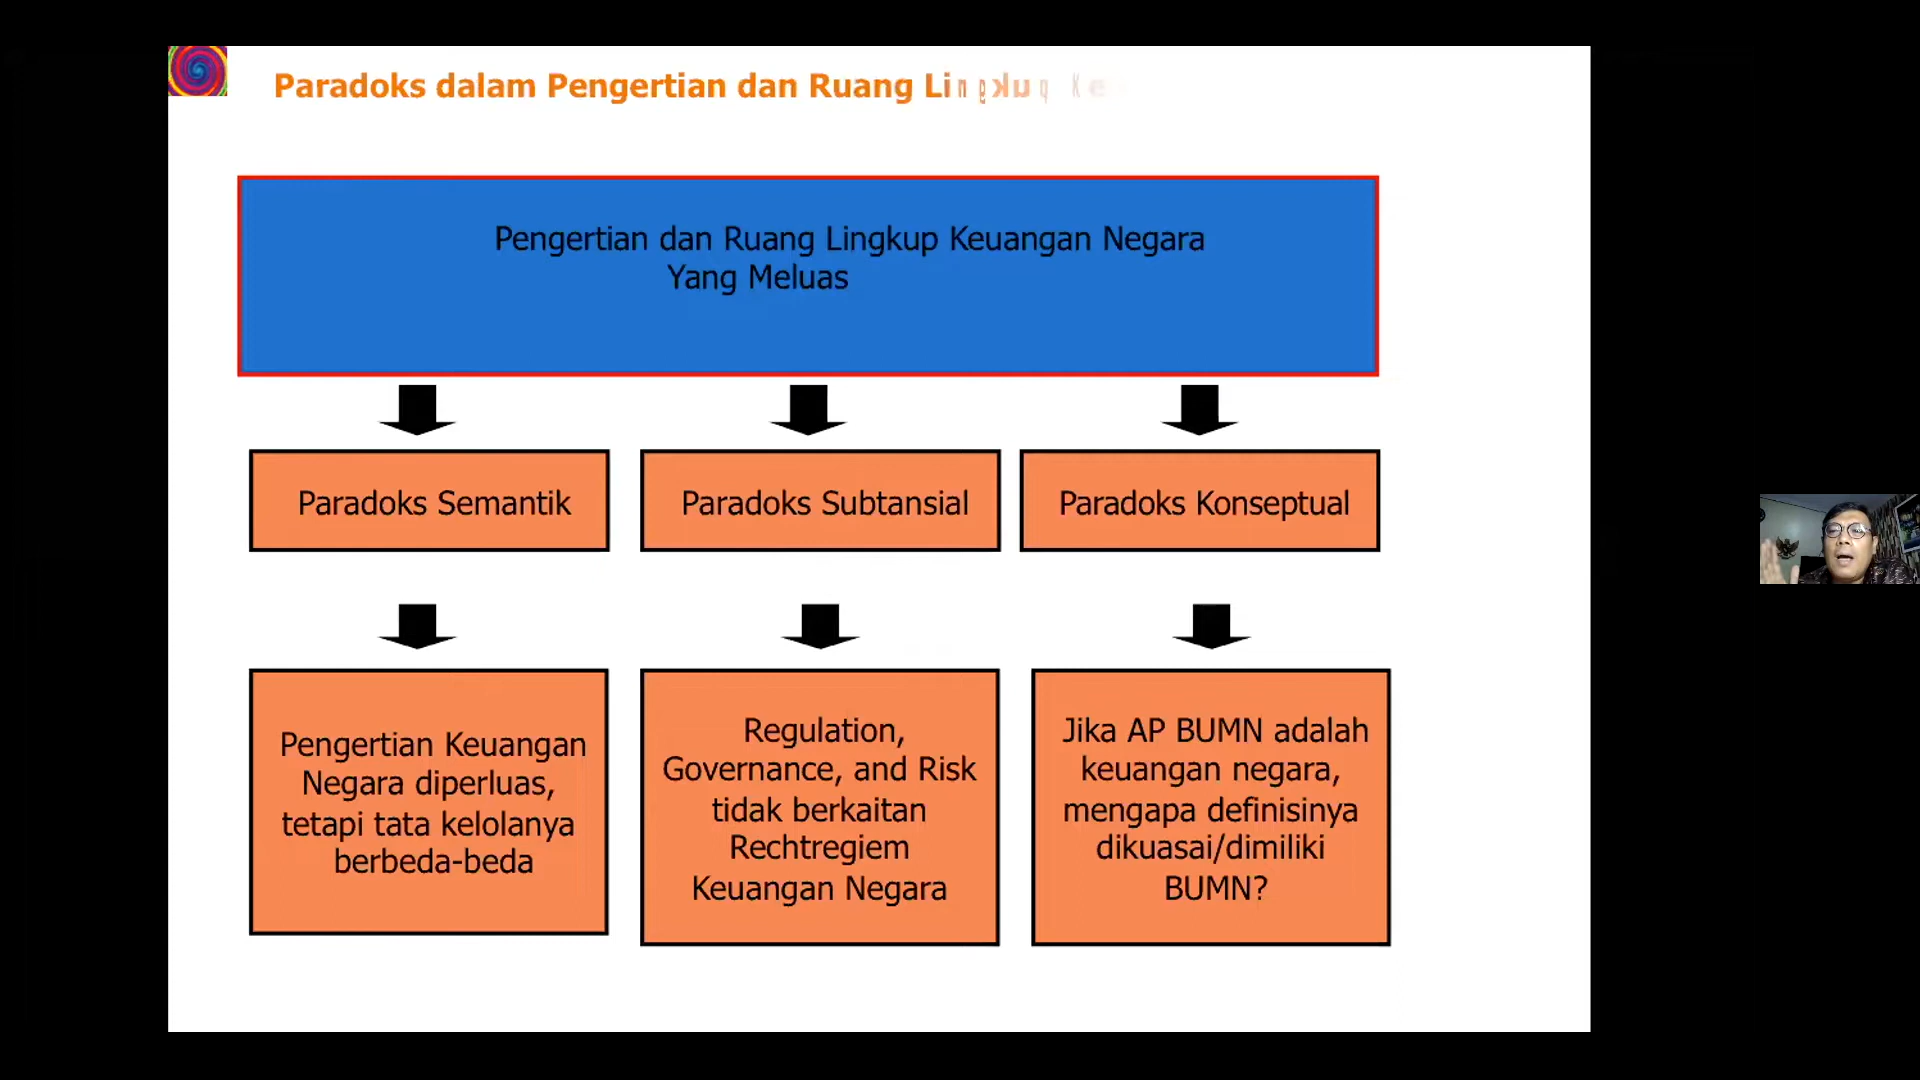 Paradoks dalam Pengertian dan Ruang Lingkup Ke
Pengertian dan Ruang Lingkup Keuangan Negara
Yang Meluas
Paradoks Semantik
Paradoks Subtansial
Paradoks Konseptual
Pengertian Keuangan
Negara diperluas,
tetapi tata kelolanya
berbeda-beda
Regulation,
Governance, and Risk
tidak berkaitan
Rechtregiem
Keuangan Negara
Jika AP BUMN adalah
keuangan negara,
mengapa definisinya
dikuasai/dimiliki
BUMN?